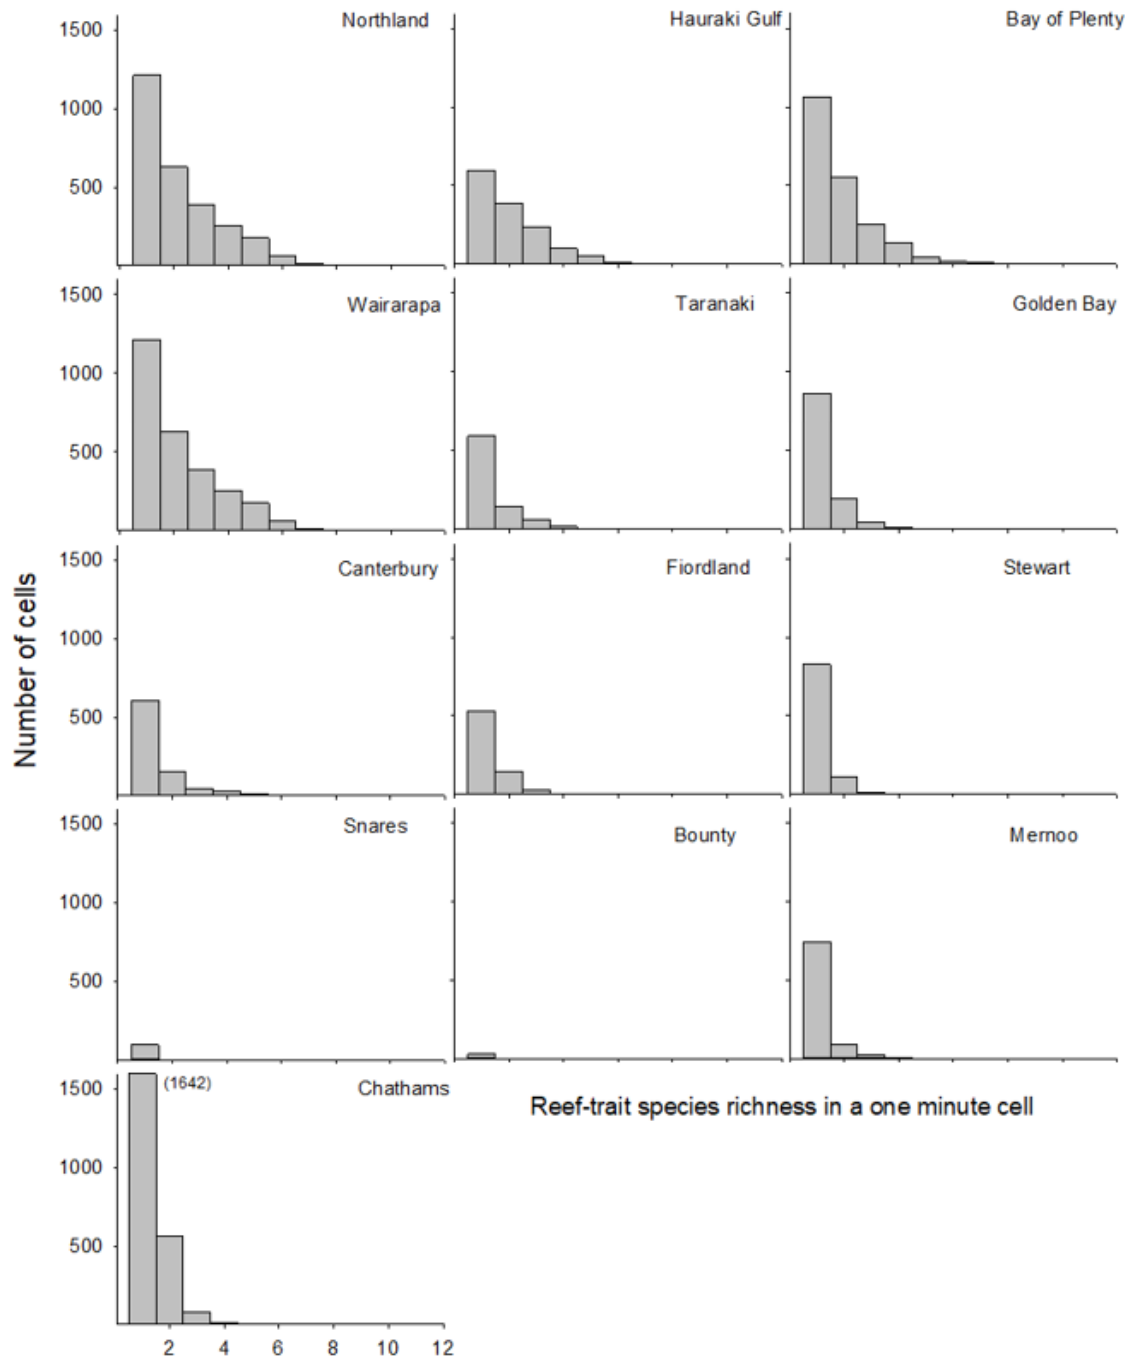 Northland
Hauraki Gulf
Bay of Plenty
1500
1000
500
Wairarapa
Taranaki
Golden Bay
1500
1000
500
Canterbury
Fiordland
Stewart
1500
1000
500
Number of cells
Snares
Bounty
Mernoo
1500
1000
500
Chathams
(1642)
1500
1000
500
Reef-trait species richness in a one minute cell
2 4 6 8 10 12